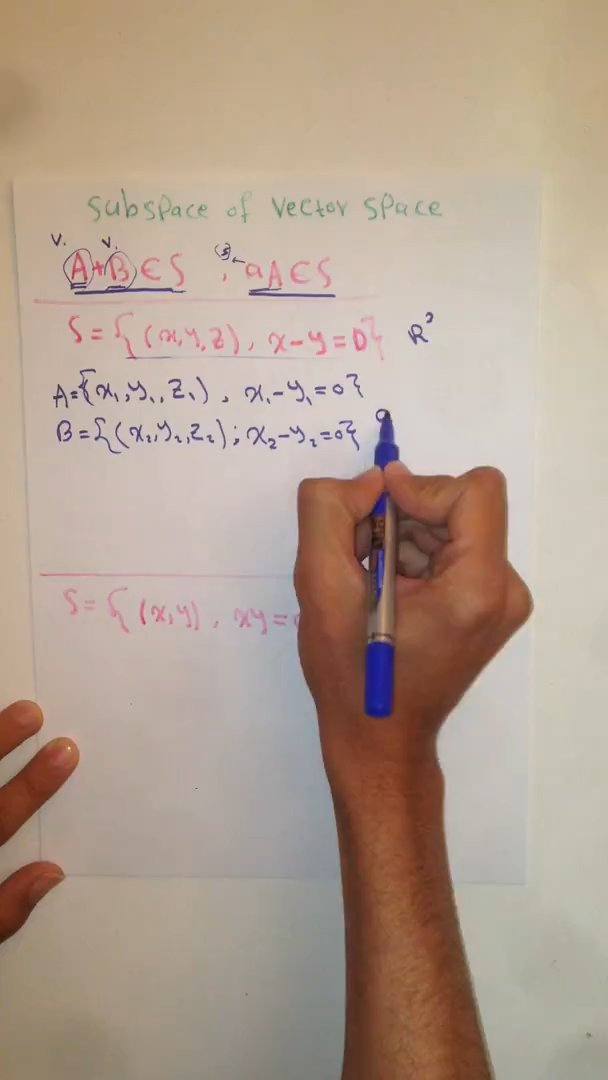 Subspace of Vector Space
V. V.
A+B ∈ S , aA ∈ S
S = {(x,y,z), x-y=0} R³
A={x₁,y₁,z₁), x₁-y₁=0}
B={(x₂,y₂,z₂); x₂-y₂=0}
S={(x,y), xy=